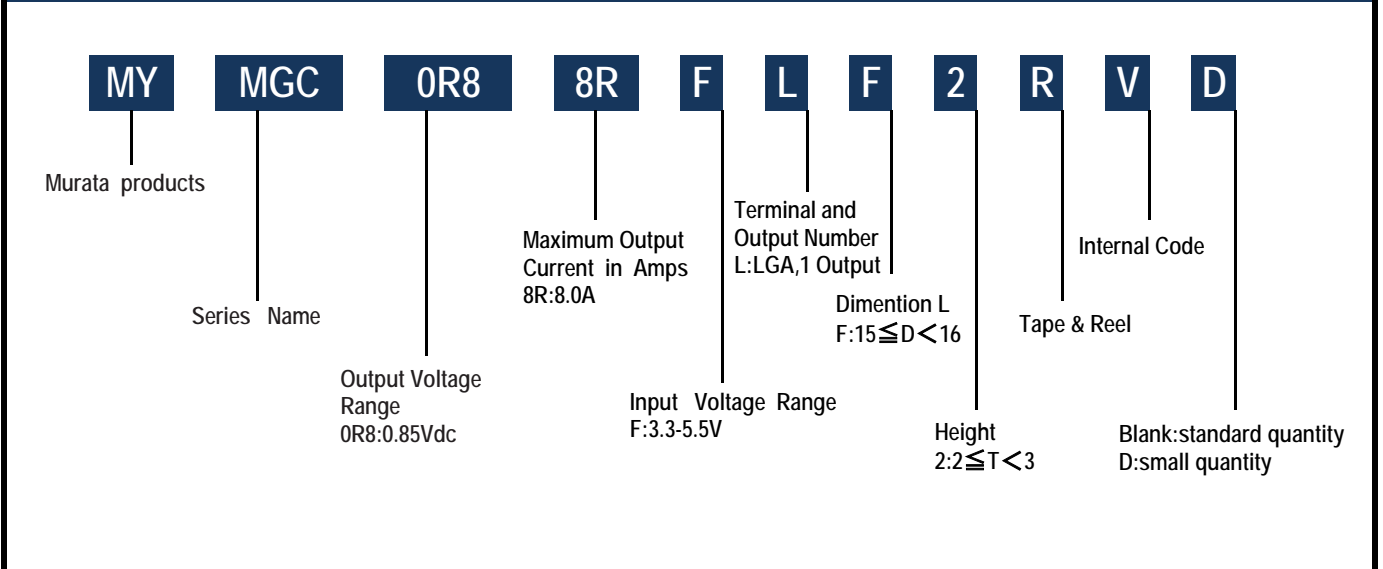 MY MGC 0R8 8R F L F 2 R V D
Murata products
Series Name
Output Voltage
Range
0R8:0.85Vdc
Maximum Output
Current in Amps
8R:8.0A
Input Voltage Range
F:3.3-5.5V
Terminal and
Output Number
L:LGA,1 Output
Dimention L
F:15≦D<16
Height
2:2≦T<3
Tape & Reel
Internal Code
Blank:standard quantity
D:small quantity